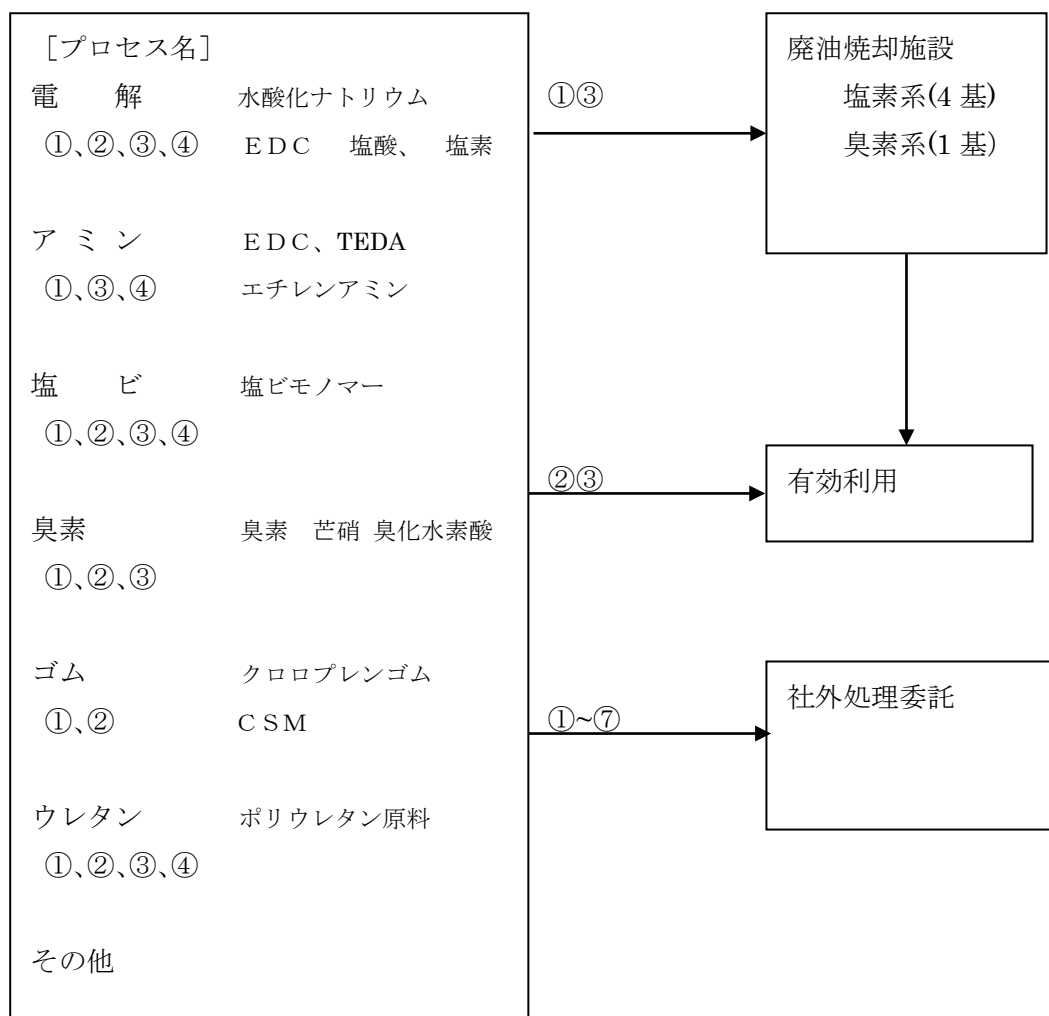 ［プロセス名］
電　　解　　　水酸化ナトリウム
①、②、③、④　　ＥＤＣ　塩酸、　塩素
ア ミ ン　　　ＥＤＣ、TEDA
①、③、④　　　エチレンアミン
塩　　ビ　　　塩ビモノマー
①、②、③、④
臭素　　　臭素　芒硝 臭化水素酸
①、②、③
ゴム　　　クロロプレンゴム
①、②　　　ＣＳＭ
ウレタン　　　ポリウレタン原料
①、②、③、④
その他
①③
②③
①~⑦
廃油焼却施設
塩素系(4 基)
臭素系(1 基)
有効利用
社外処理委託